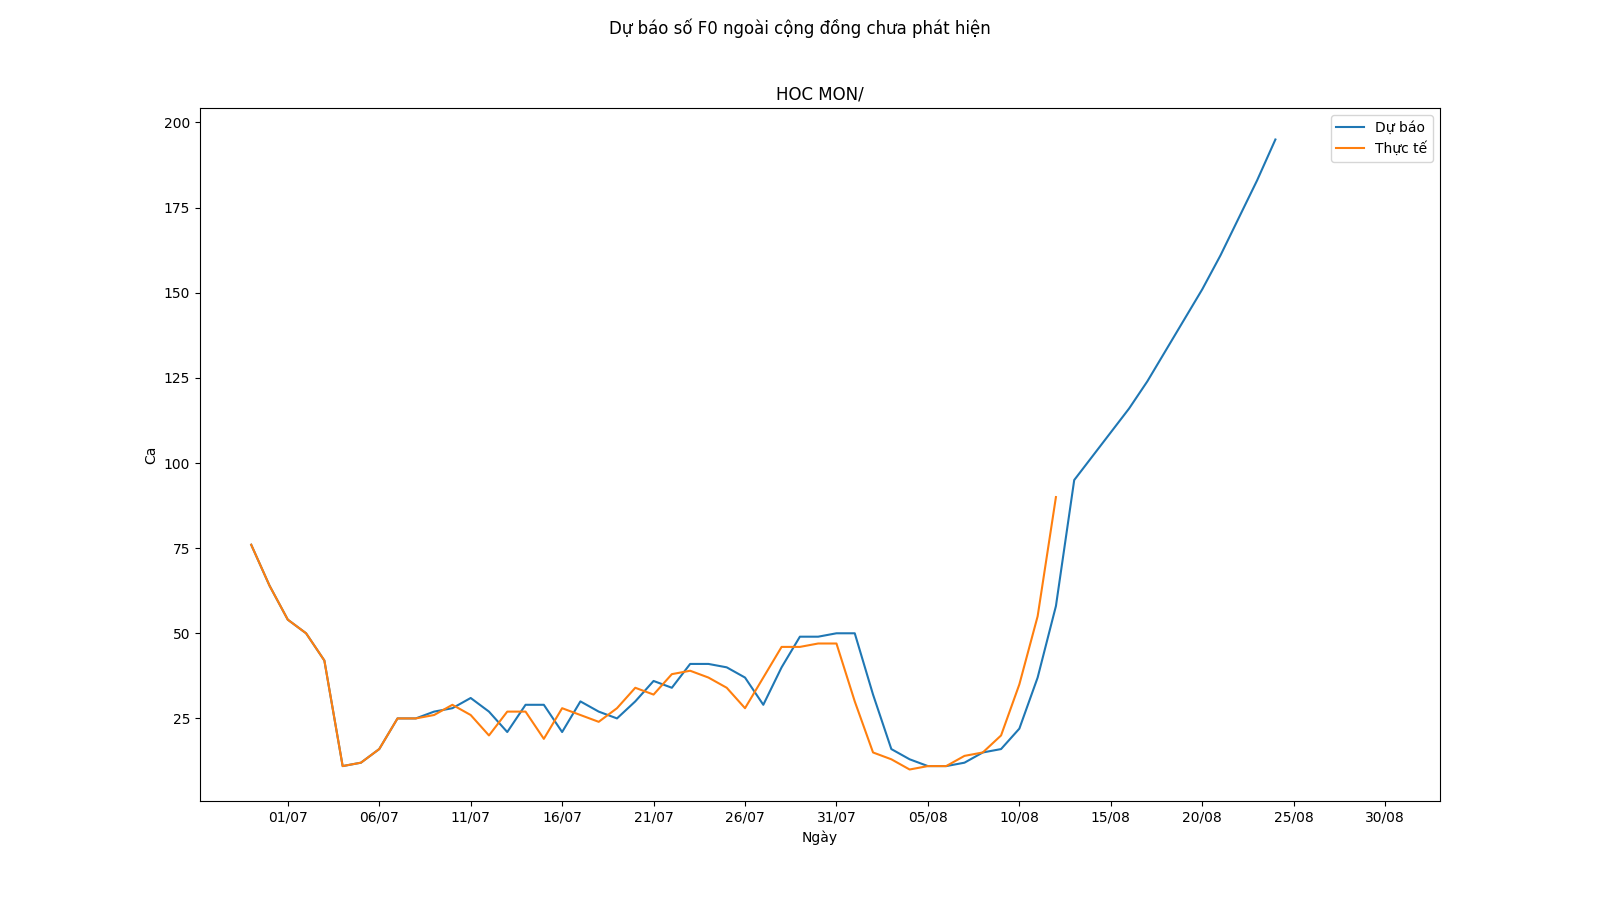 Dự báo số F0 ngoài cộng đồng chưa phát hiện
HOC MON/
200
175
150
125
100
75
50
25
Ca
Dự báo
Thực tế
01/07 06/07 11/07 16/07 21/07 26/07 31/07 05/08 10/08 15/08 20/08 25/08 30/08
Ngày